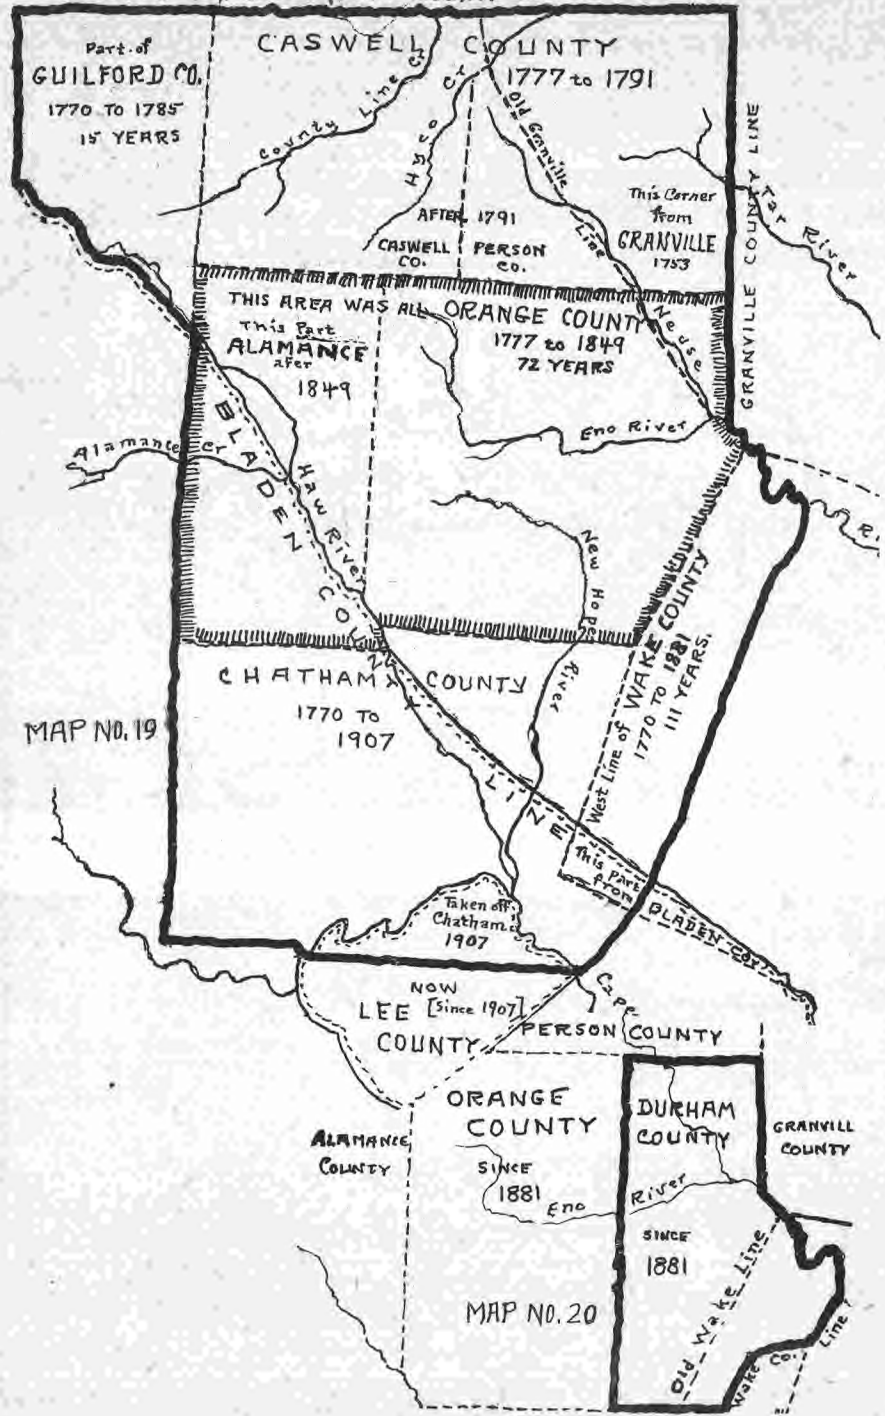 Part of
GUILFORD CO.
1770 TO 1785
15 YEARS
CASWELL COUNTY
1777 to 1791
County Line Cr
Hyco Cr
Old Granville Line
This Corner
from
GRANVILLE
1753
GRANVILLE COUNTY LINE
Tar River
AFTER 1791
CASWELL CO.
PERSON CO.
THIS AREA WAS ALL ORANGE COUNTY
1777 to 1849
72 YEARS
This Part
ALAMANCE
afer
1849
Neuse
R.
Eno River
Alamance Cr
Haw River
BLADEN COUNTY LINE
New Hope River
West Line of WAKE COUNTY
1770 TO 1881
111 YEARS.
CHATHAM COUNTY
1770 TO
1907
MAP NO. 19
This Part
from BLADEN COY.
Taken off
Chatham
1907
NOW
LEE [Since 1907]
COUNTY
Cape
PERSON COUNTY
ORANGE
COUNTY
SINCE
1881
DURHAM
COUNTY
GRANVILL
COUNTY
ALAMANCE
COUNTY
Eno River
SINCE
1881
Old Wake Line
MAP NO. 20
Wake Co. Line